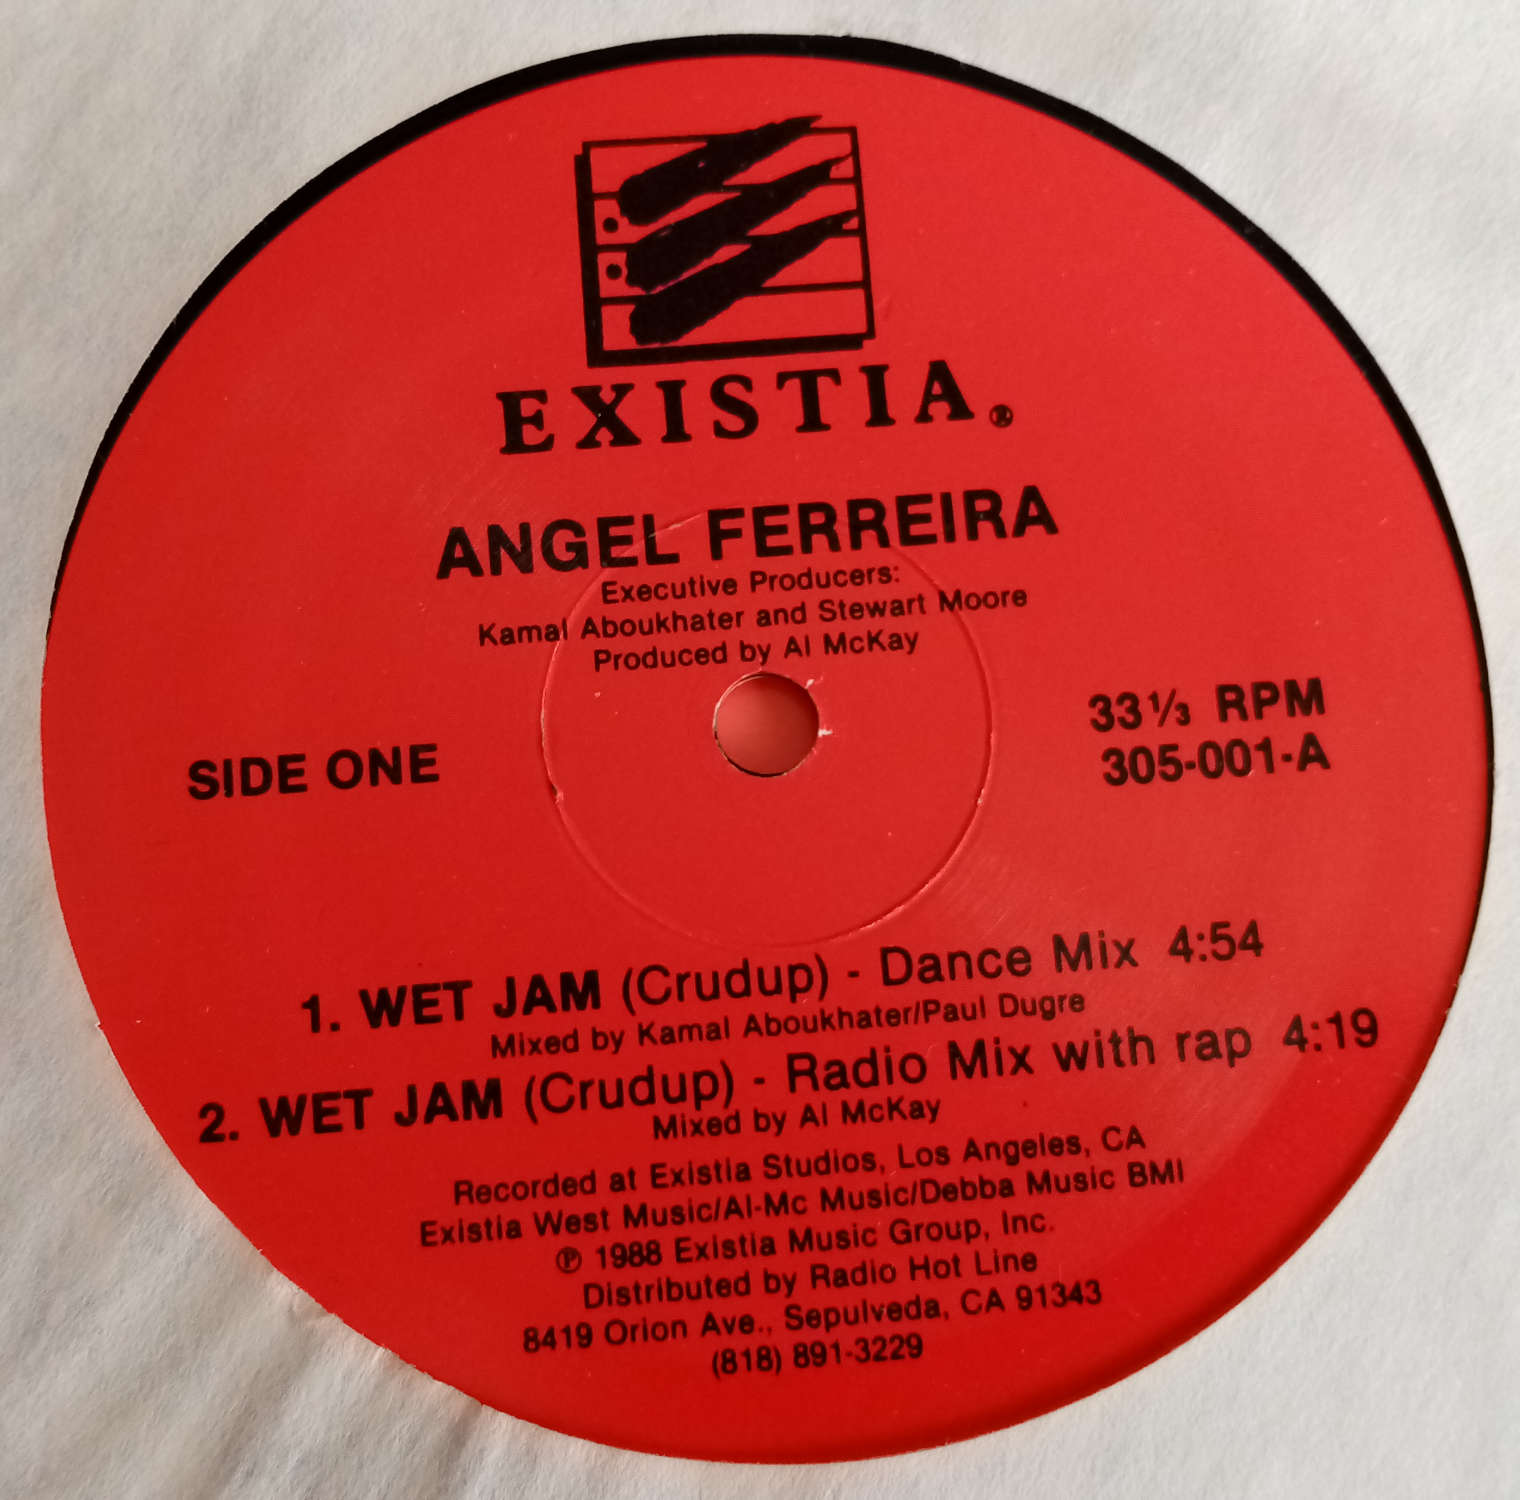 EXISTIA®
ANGEL FERREIRA
Executive Producers:
Kamal Aboukhater and Stewart Moore
Produced by Al McKay
SIDE ONE
33⅓ RPM
305-001-A
1. WET JAM (Crudup) - Dance Mix 4:54
Mixed by Kamal Aboukhater/Paul Dugre
2. WET JAM (Crudup) - Radio Mix with rap 4:19
Mixed by Al McKay
Recorded at Existia Studios, Los Angeles, CA
Existia West Music/Al-Mc Music/Debba Music BMI
℗ 1988 Existia Music Group, Inc.
Distributed by Radio Hot Line
8419 Orion Ave., Sepulveda, CA 91343
(818) 891-3229